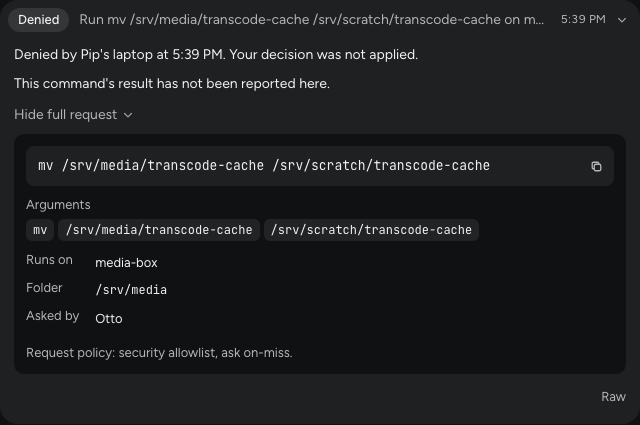 Denied Run mv /srv/media/transcode-cache /srv/scratch/transcode-cache on m... 5:39 PM
Denied by Pip's laptop at 5:39 PM. Your decision was not applied.
This command's result has not been reported here.
Hide full request
mv /srv/media/transcode-cache /srv/scratch/transcode-cache
Arguments
mv /srv/media/transcode-cache /srv/scratch/transcode-cache
Runs on media-box
Folder /srv/media
Asked by Otto
Request policy: security allowlist, ask on-miss.
Raw